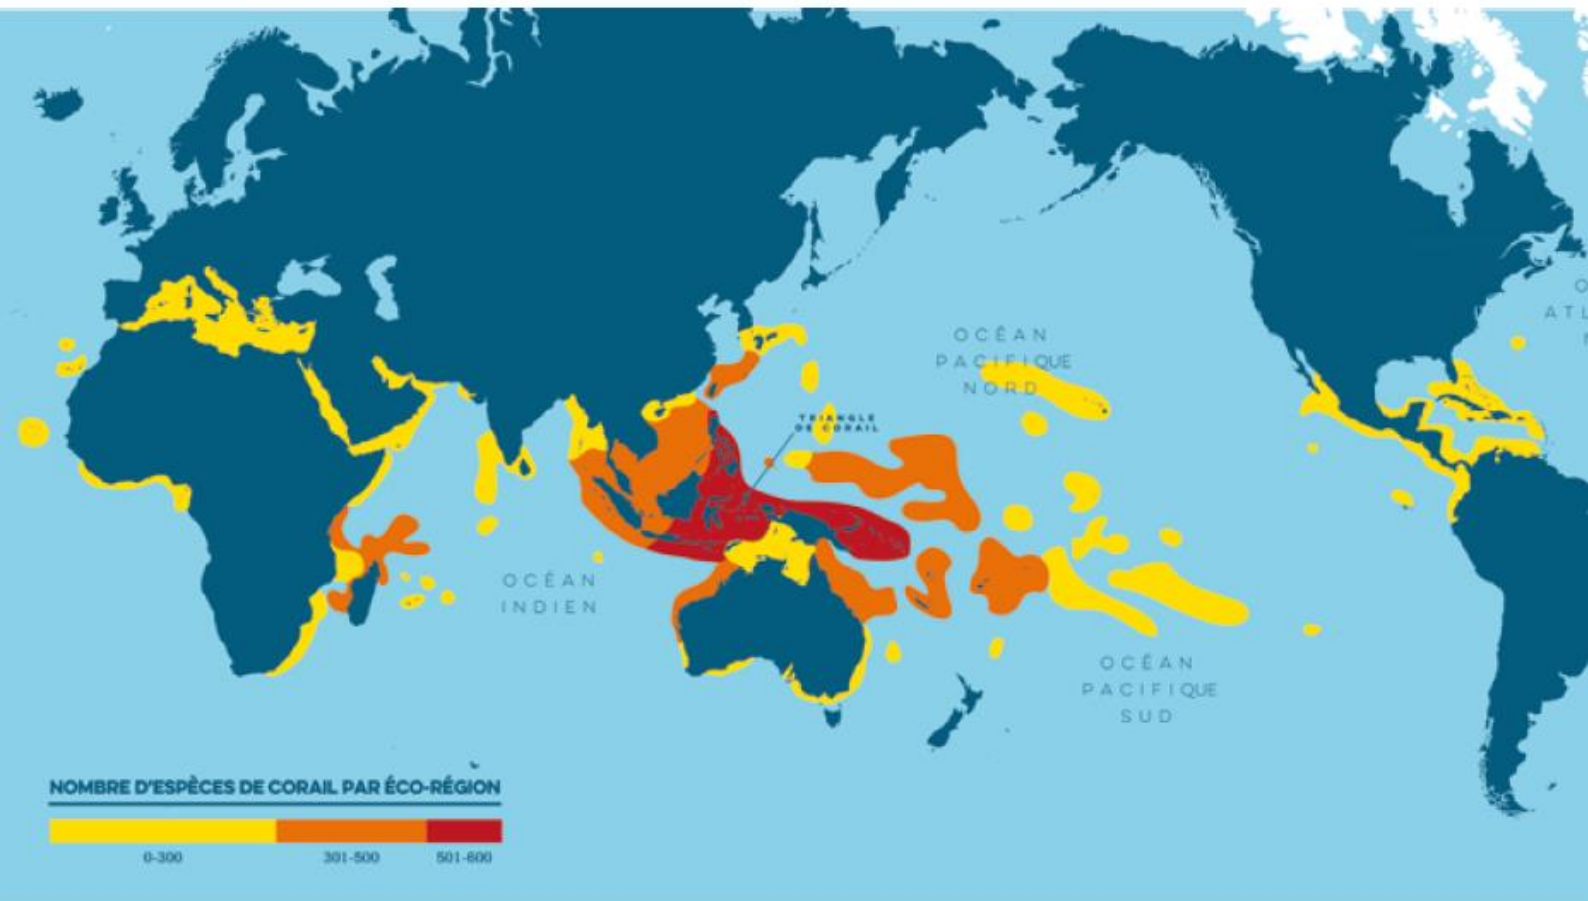 OCÉAN
PACIFIQUE
NORD
TRIANGLE
DE CORAIL
OCÉAN
INDIEN
OCÉAN
PACIFIQUE
SUD
NOMBRE D'ESPÈCES DE CORAIL PAR ÉCO-RÉGION
0-300 301-500 501-600